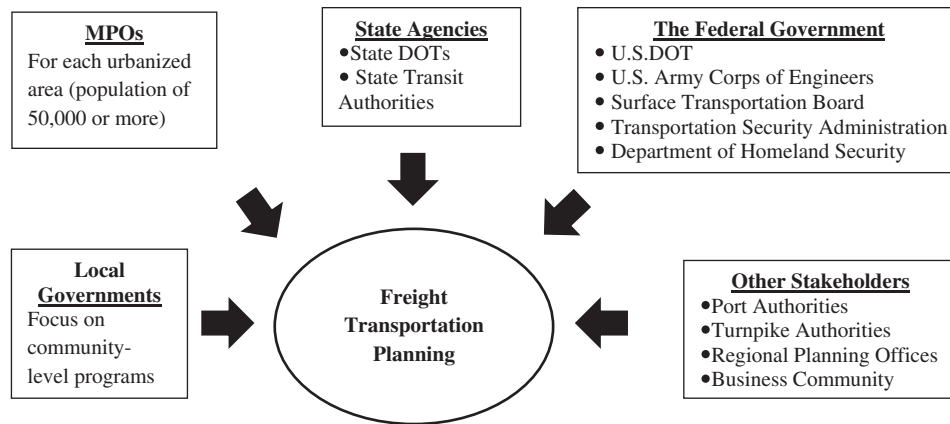 MPOs
For each urbanized
area (population of
50,000 or more)
State Agencies
●State DOTs
● State Transit
Authorities
The Federal Government
● U.S.DOT
● U.S. Army Corps of Engineers
● Surface Transportation Board
● Transportation Security Administration
● Department of Homeland Security
Local
Governments
Focus on
community-
level programs
Freight
Transportation
Planning
Other Stakeholders
●Port Authorities
●Turnpike Authorities
●Regional Planning Offices
●Business Community